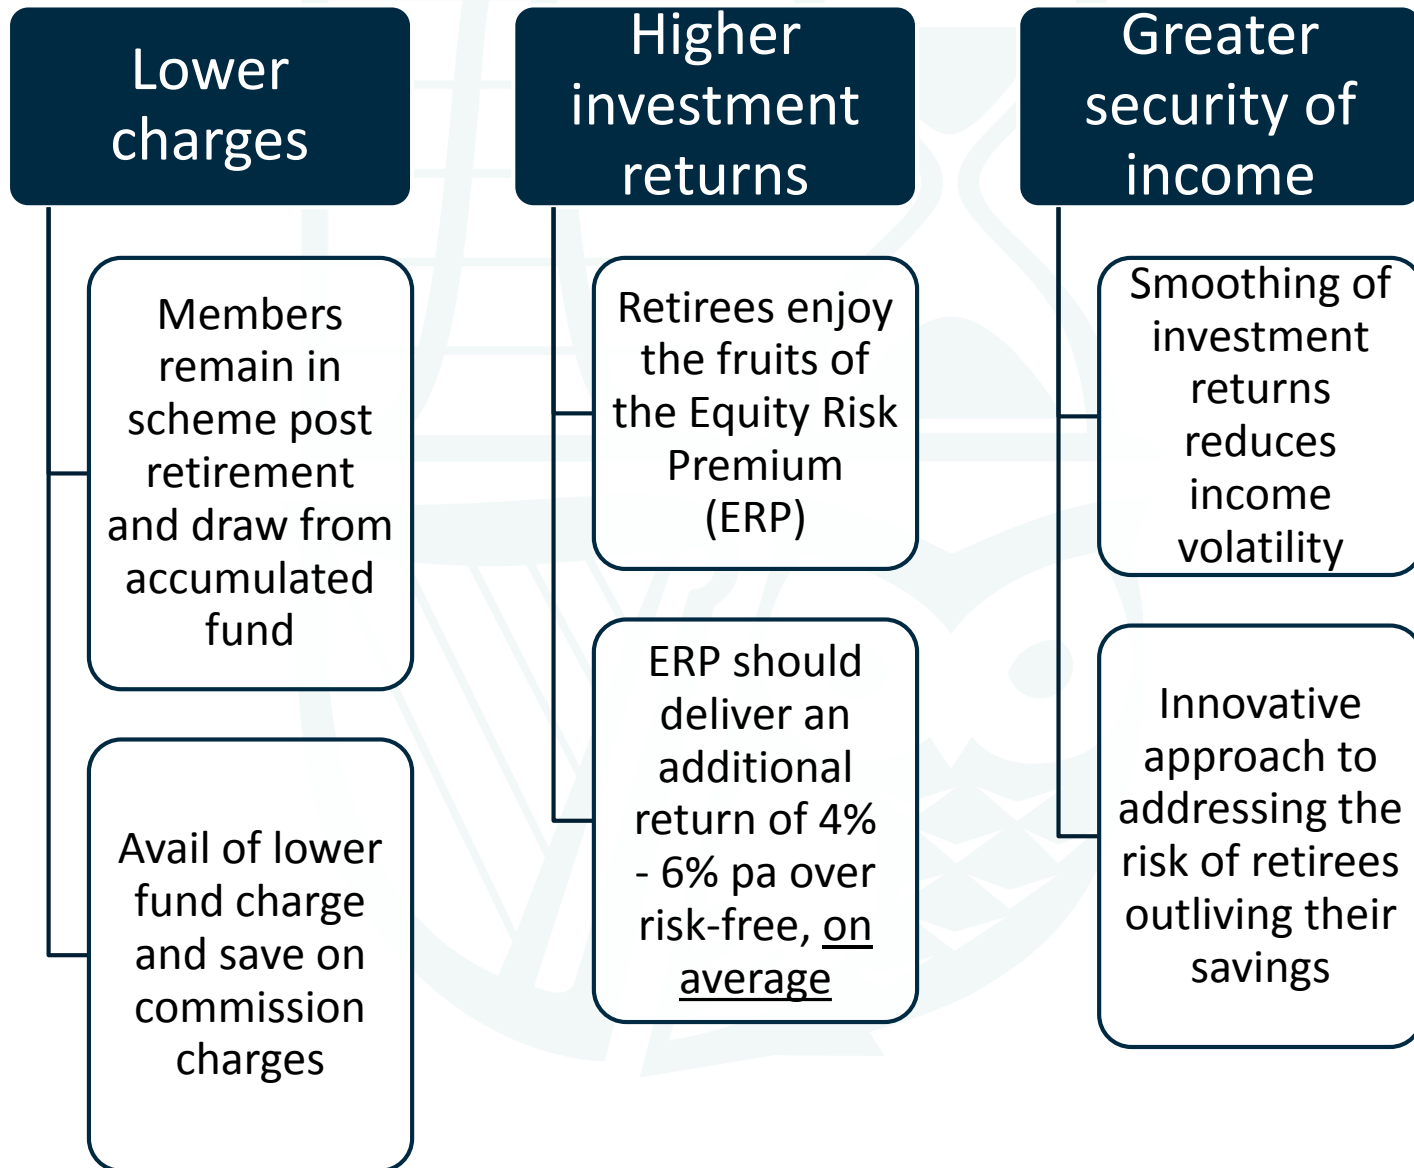 Lower
charges
Members
remain in
scheme post
retirement
and draw from
accumulated
fund
Avail of lower
fund charge
and save on
commission
charges
Higher
investment
returns
Retirees enjoy
the fruits of
the Equity Risk
Premium
(ERP)
ERP should
deliver an
additional
return of 4%
- 6% pa over
risk-free, on
average
Greater
security of
income
Smoothing of
investment
returns
reduces
income
volatility
Innovative
approach to
addressing the
risk of retirees
outliving their
savings